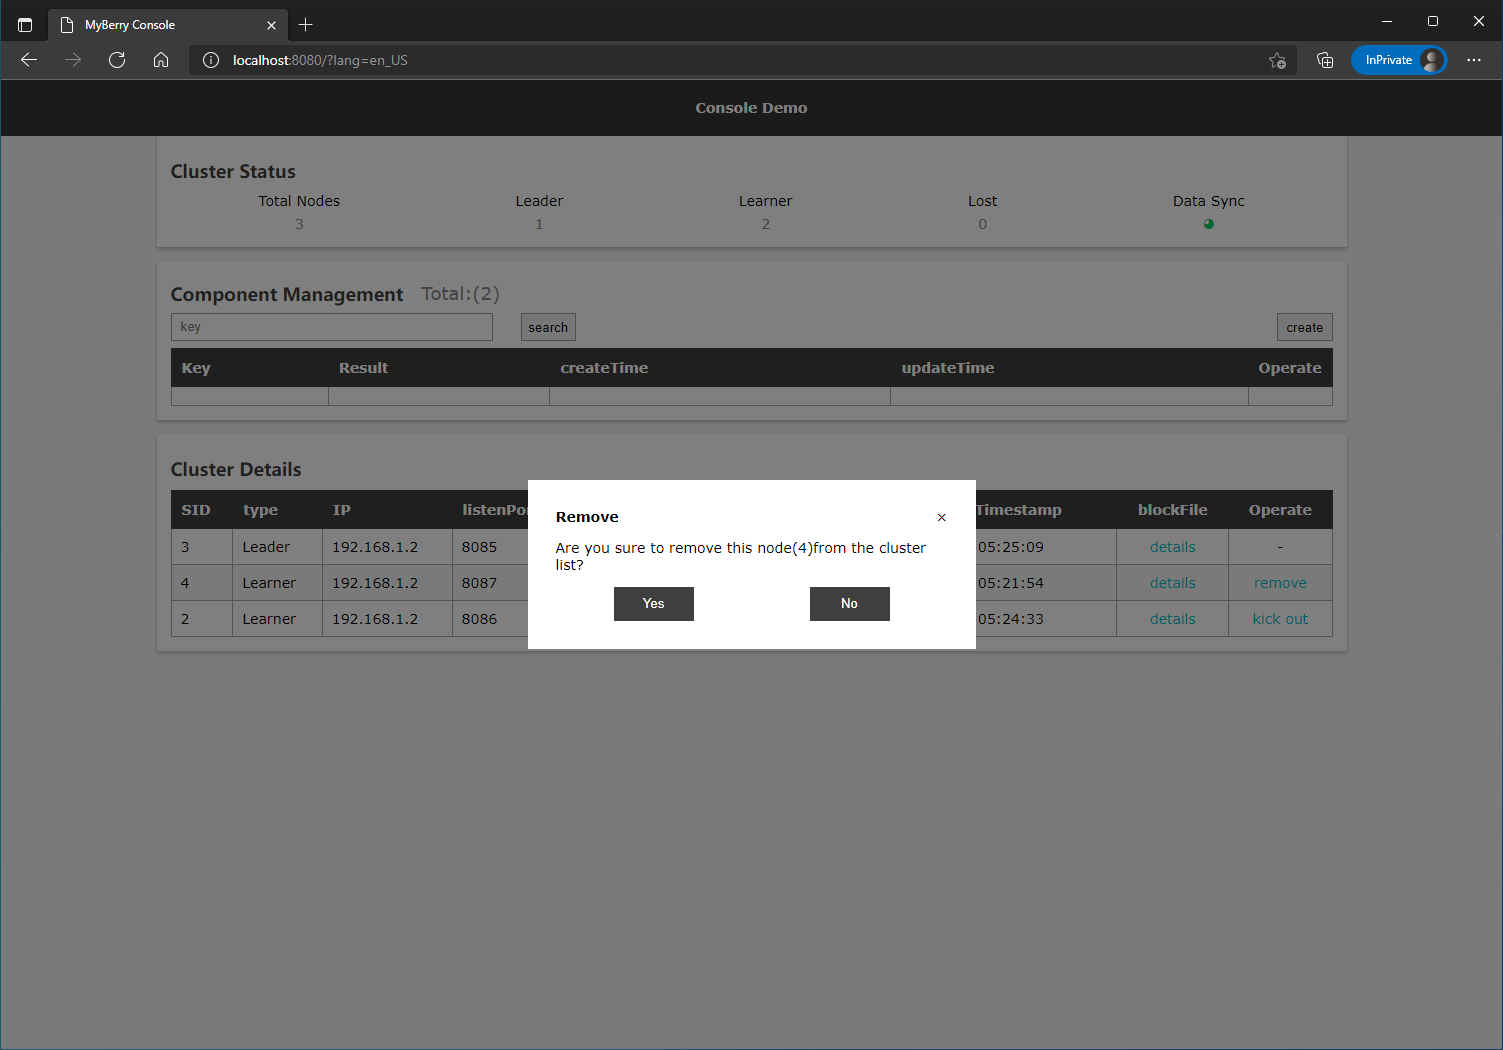 MyBerry Console
localhost:8080/?lang=en_US
InPrivate
Console Demo
Cluster Status
Total Nodes Leader Learner Lost Data Sync
3 1 2 0
Component Management Total:(2)
key search create
Key Result createTime updateTime Operate
Cluster Details
SID type IP listenPo Timestamp blockFile Operate
3 Leader 192.168.1.2 8085 05:25:09 details -
4 Learner 192.168.1.2 8087 05:21:54 details remove
2 Learner 192.168.1.2 8086 05:24:33 details kick out
Remove
Are you sure to remove this node(4)from the cluster
list?
Yes No